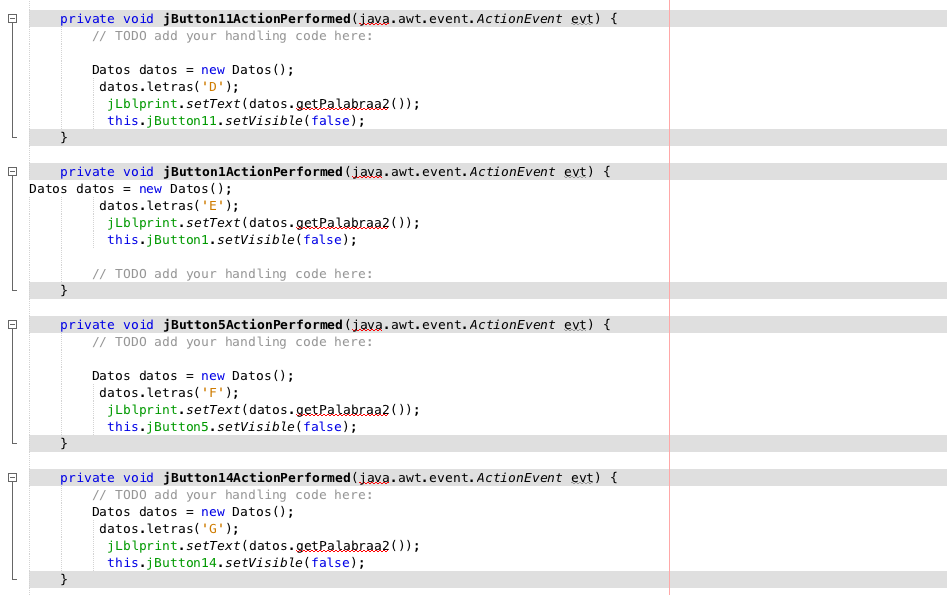 private void jButton11ActionPerformed(java.awt.event.ActionEvent evt) {
// TODO add your handling code here:
Datos datos = new Datos();
datos.letras('D');
jLblprint.setText(datos.getPalabraa2());
this.jButton11.setVisible(false);
}
private void jButton1ActionPerformed(java.awt.event.ActionEvent evt) {
Datos datos = new Datos();
datos.letras('E');
jLblprint.setText(datos.getPalabraa2());
this.jButton1.setVisible(false);
// TODO add your handling code here:
}
private void jButton5ActionPerformed(java.awt.event.ActionEvent evt) {
// TODO add your handling code here:
Datos datos = new Datos();
datos.letras('F');
jLblprint.setText(datos.getPalabraa2());
this.jButton5.setVisible(false);
}
private void jButton14ActionPerformed(java.awt.event.ActionEvent evt) {
// TODO add your handling code here:
Datos datos = new Datos();
datos.letras('G');
jLblprint.setText(datos.getPalabraa2());
this.jButton14.setVisible(false);
}